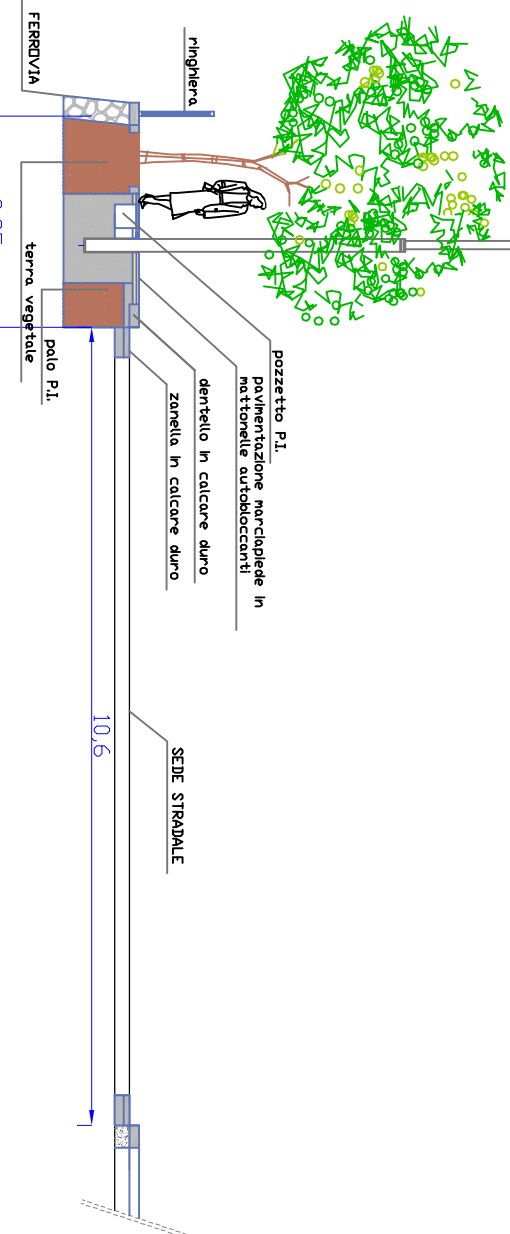 ringhiera
FERROVIA
pozzetto P.I.
pavimentazione marciapiede in
mattonelle autobloccanti
dentello in calcare duro
zanella in calcare duro
terra vegetale
palo P.I.
SEDE STRADALE
10,6